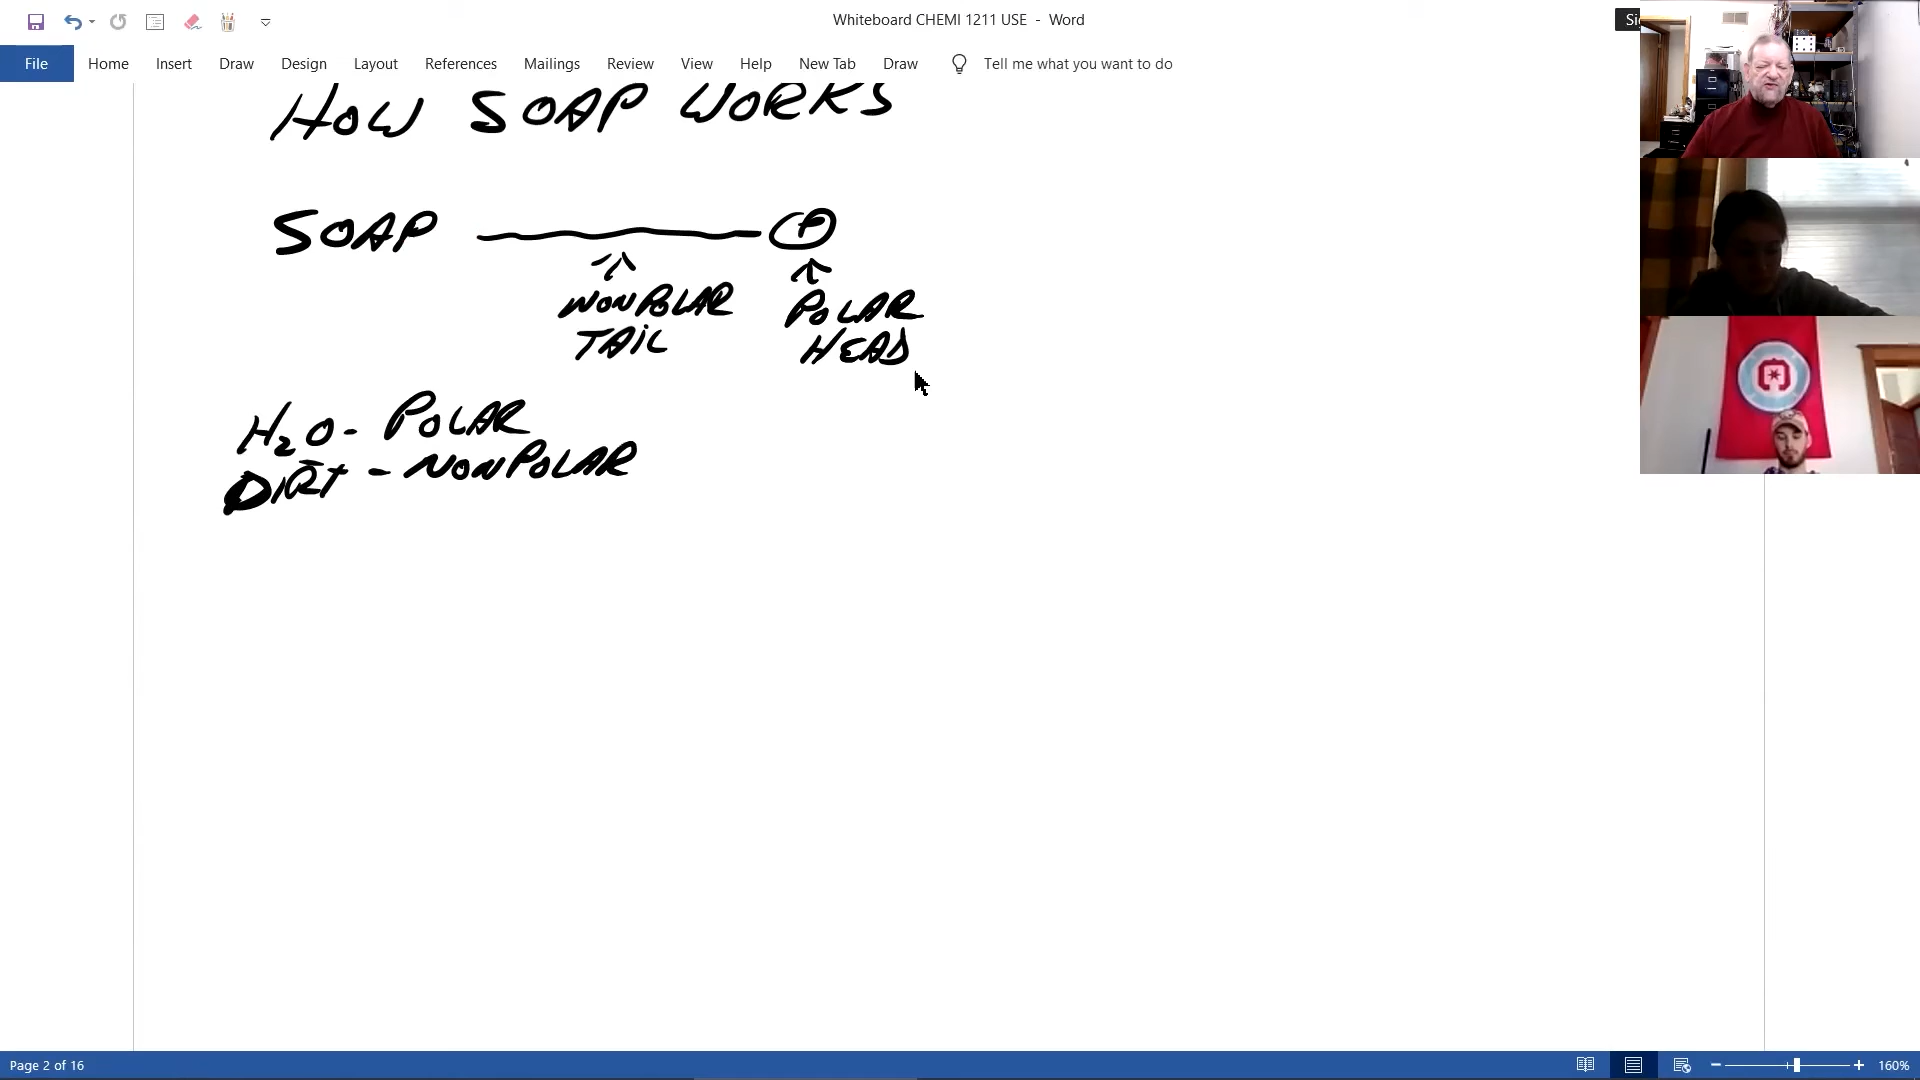 Whiteboard CHEMI 1211 USE - Word
File Home Insert Draw Design Layout References Mailings Review View Help New Tab Draw Tell me what you want to do
HOW SOAP WORKS
SOAP P
NONPOLAR POLAR
TAIL HEAD
H₂O - POLAR
DIRT - NONPOLAR
Page 2 of 16 160%